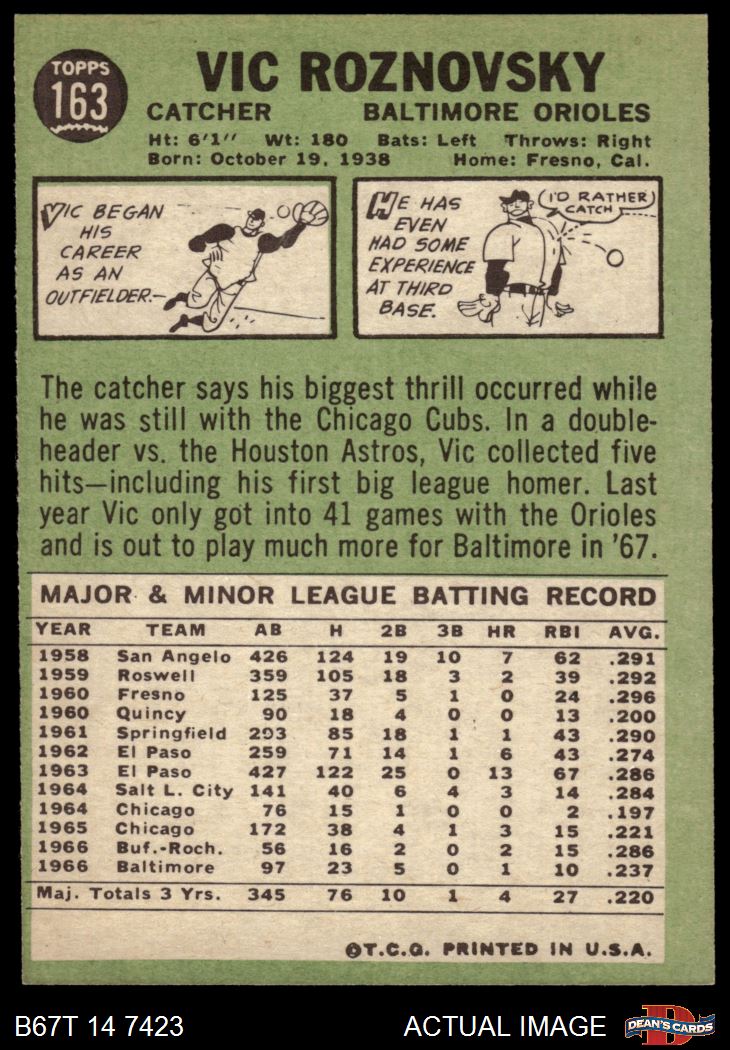 TOPPS
163
VIC ROZNOVSKY
CATCHER BALTIMORE ORIOLES
Ht: 6'1" Wt: 180 Bats: Left Throws: Right
Born: October 19, 1938 Home: Fresno, Cal.
VIC BEGAN
HIS
CAREER
AS AN
OUTFIELDER.—
HE HAS
EVEN
HAD SOME
EXPERIENCE
AT THIRD
BASE.
I'D RATHER
CATCH
The catcher says his biggest thrill occurred while
he was still with the Chicago Cubs. In a double-
header vs. the Houston Astros, Vic collected five
hits—including his first big league homer. Last
year Vic only got into 41 games with the Orioles
and is out to play much more for Baltimore in '67.
MAJOR & MINOR LEAGUE BATTING RECORD
YEAR TEAM AB H 2B 3B HR RBI AVG.
1958 San Angelo 426 124 19 10 7 62 .291
1959 Roswell 359 105 18 3 2 39 .292
1960 Fresno 125 37 5 1 0 24 .296
1960 Quincy 90 18 4 0 0 13 .200
1961 Springfield 293 85 18 1 1 43 .290
1962 El Paso 259 71 14 1 6 43 .274
1963 El Paso 427 122 25 0 13 67 .286
1964 Salt L. City 141 40 6 4 3 14 .284
1964 Chicago 76 15 1 0 0 2 .197
1965 Chicago 172 38 4 1 3 15 .221
1966 Buf.-Roch. 56 16 2 0 2 15 .286
1966 Baltimore 97 23 5 0 1 10 .237
Maj. Totals 3 Yrs. 345 76 10 1 4 27 .220
©T.C.G. PRINTED IN U.S.A.
B67T 14 7423 ACTUAL IMAGE
DEAN'S CARDS